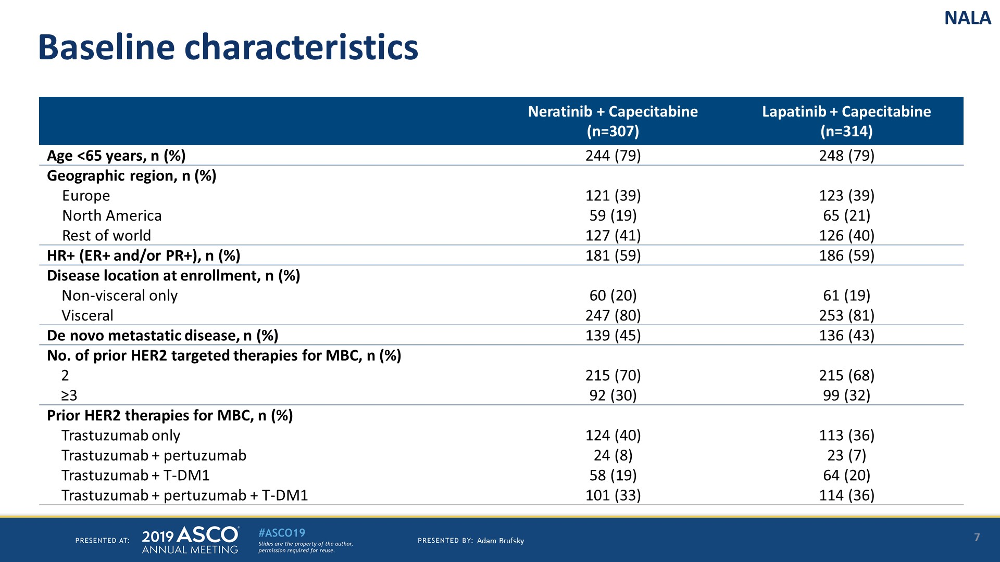 NALA
Baseline characteristics
Neratinib + Capecitabine (n=307) Lapatinib + Capecitabine (n=314)
Age <65 years, n (%) 244 (79) 248 (79)
Geographic region, n (%)
Europe 121 (39) 123 (39)
North America 59 (19) 65 (21)
Rest of world 127 (41) 126 (40)
HR+ (ER+ and/or PR+), n (%) 181 (59) 186 (59)
Disease location at enrollment, n (%)
Non-visceral only 60 (20) 61 (19)
Visceral 247 (80) 253 (81)
De novo metastatic disease, n (%) 139 (45) 136 (43)
No. of prior HER2 targeted therapies for MBC, n (%)
2 215 (70) 215 (68)
≥3 92 (30) 99 (32)
Prior HER2 therapies for MBC, n (%)
Trastuzumab only 124 (40) 113 (36)
Trastuzumab + pertuzumab 24 (8) 23 (7)
Trastuzumab + T-DM1 58 (19) 64 (20)
Trastuzumab + pertuzumab + T-DM1 101 (33) 114 (36)
PRESENTED AT:
2019 ASCO
ANNUAL MEETING
#ASCO19
Slides are the property of the author,
permission required for reuse.
PRESENTED BY: Adam Brufsky
7